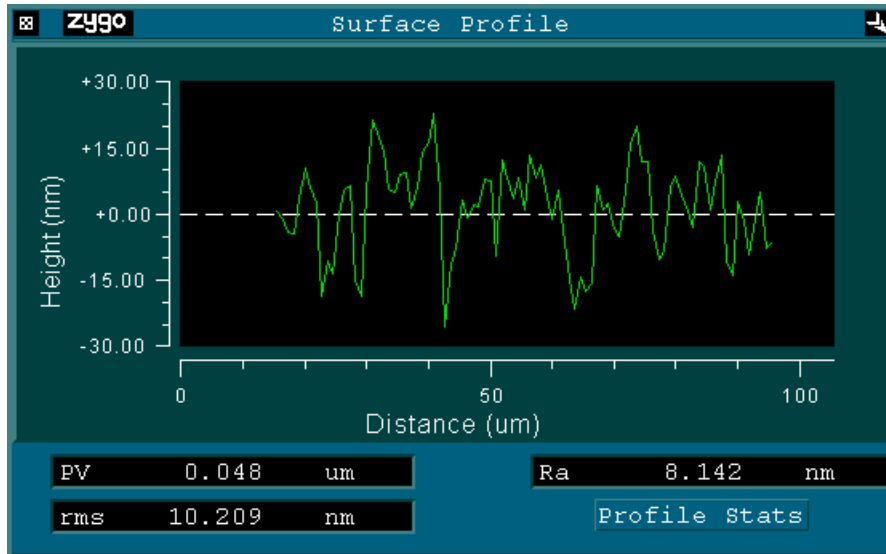 zygo Surface Profile
+30.00
+15.00
+0.00
-15.00
-30.00
Height (nm)
0 50 100
Distance (um)
PV 0.048 um Ra 8.142 nm
rms 10.209 nm Profile Stats